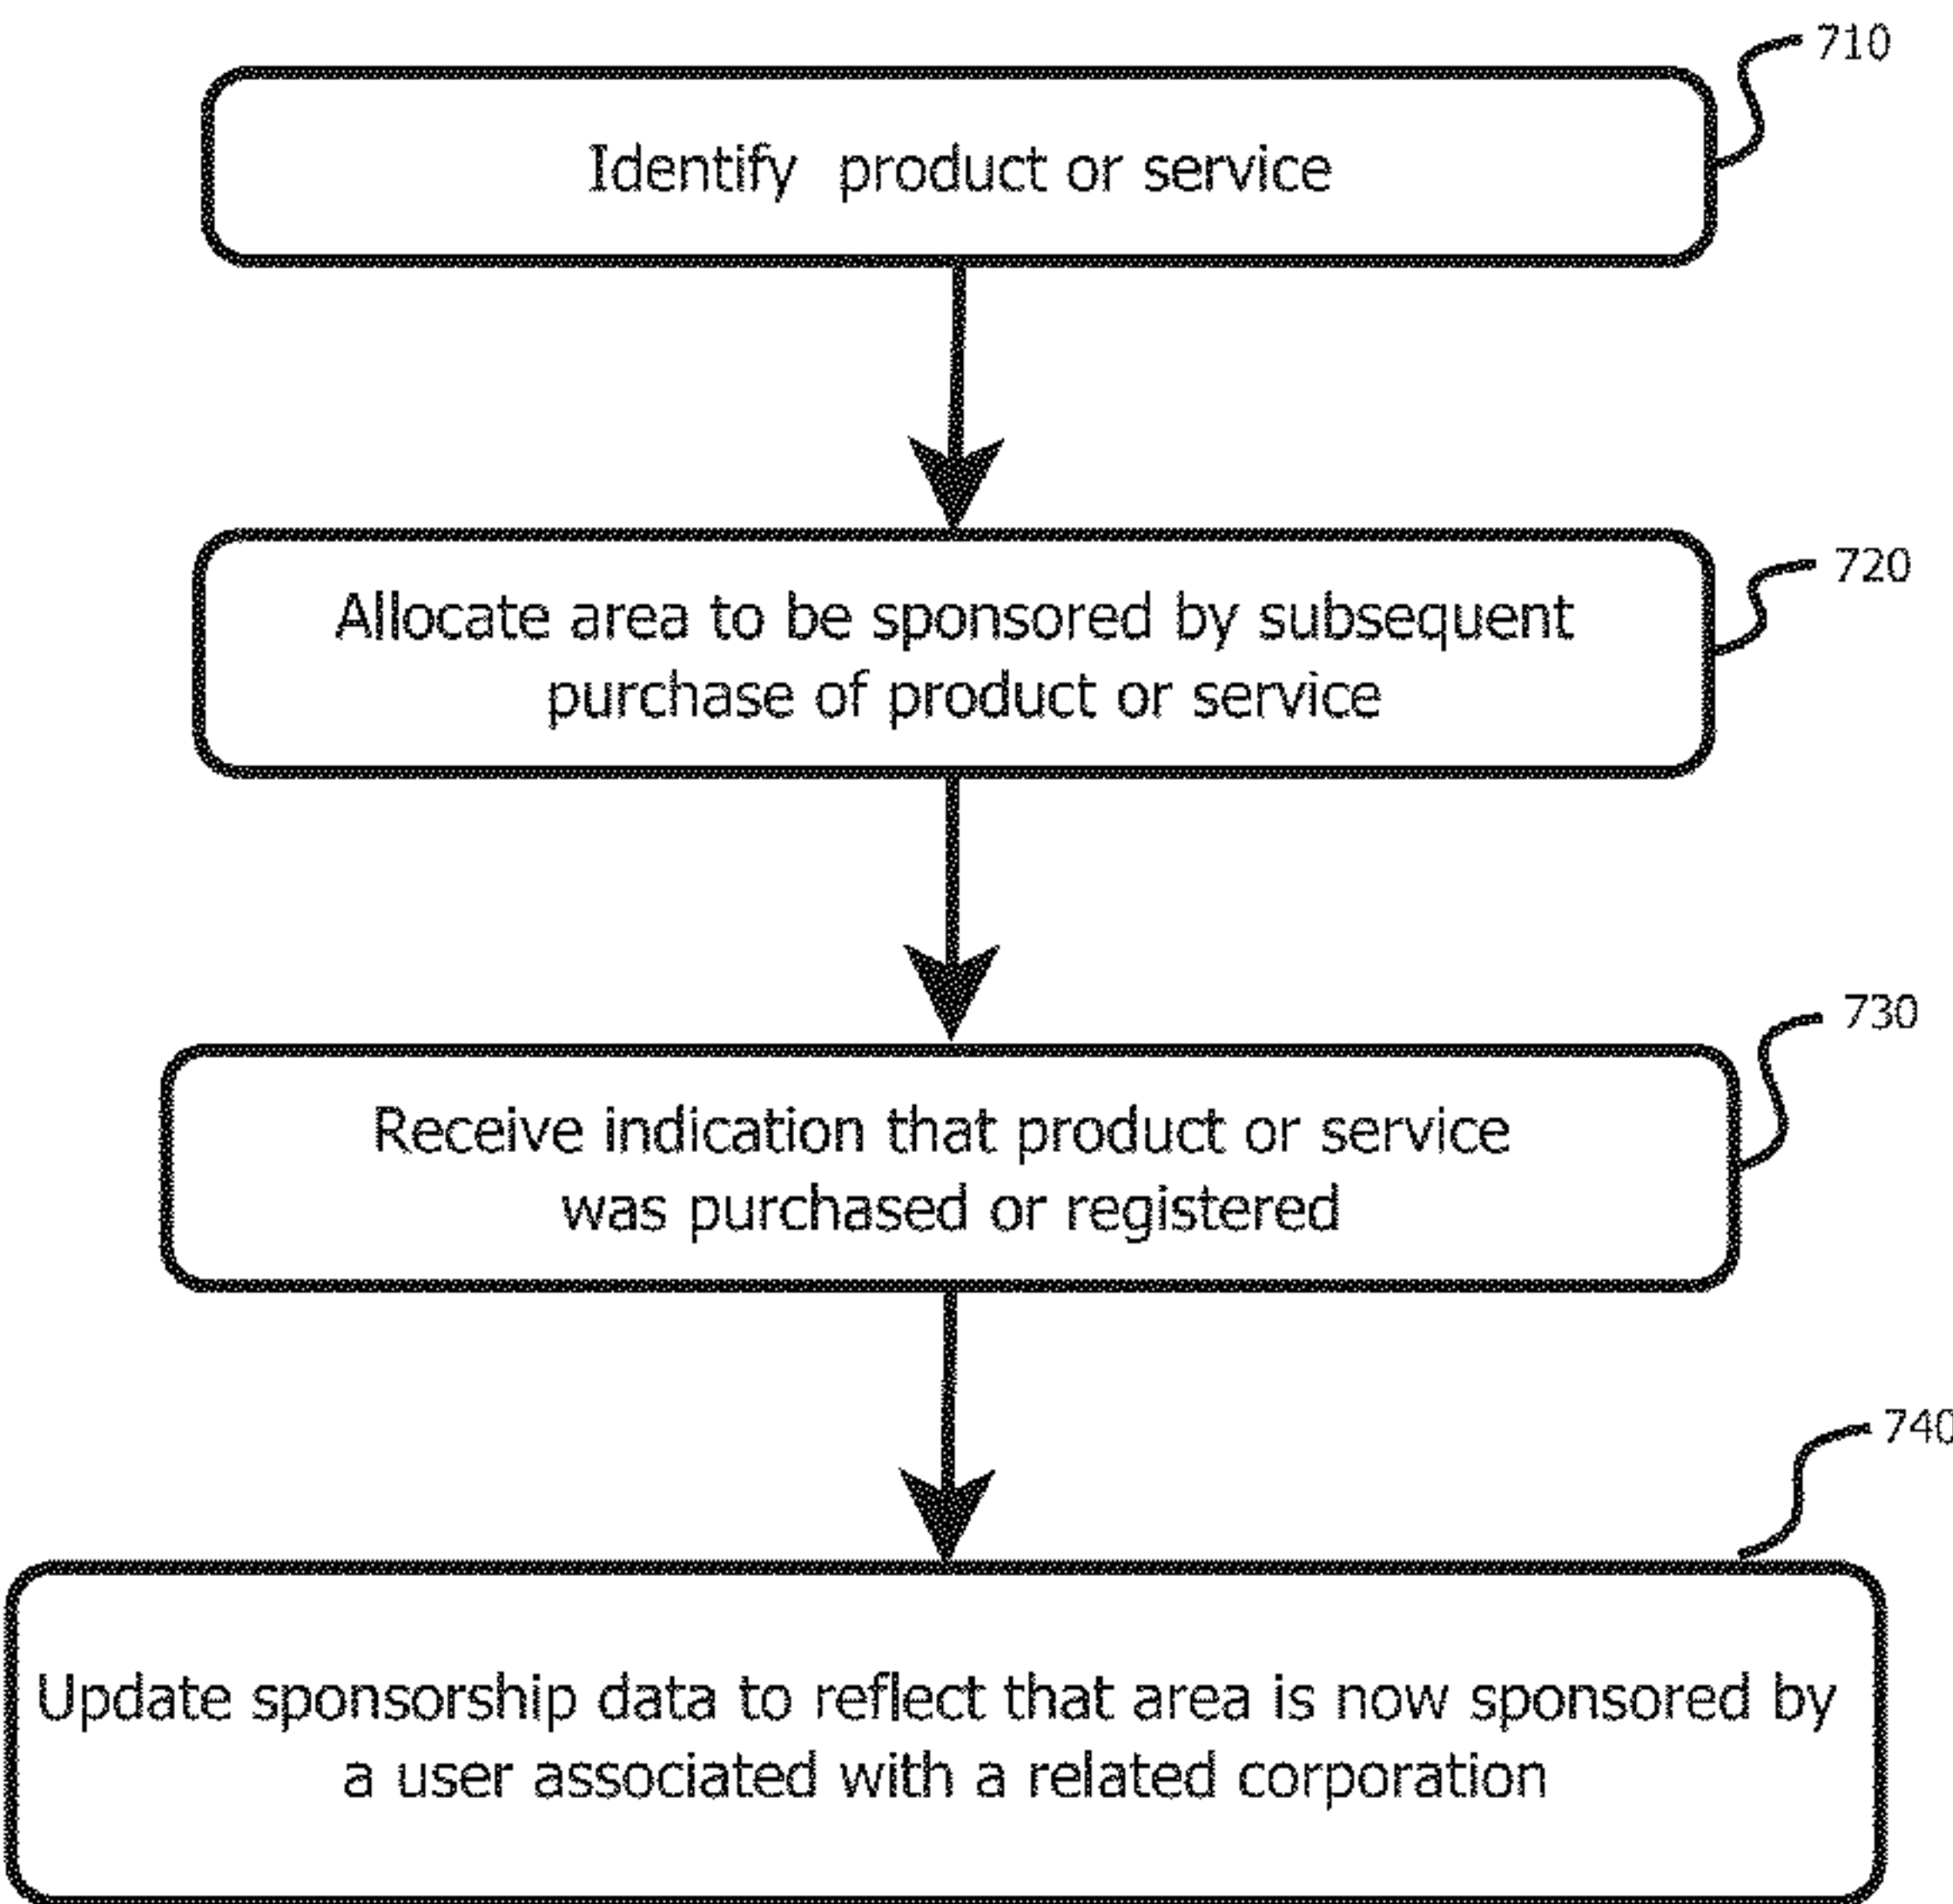 710
Identify product or service
720
Allocate area to be sponsored by subsequent
purchase of product or service
730
Receive indication that product or service
was purchased or registered
740
Update sponsorship data to reflect that area is now sponsored by
a user associated with a related corporation